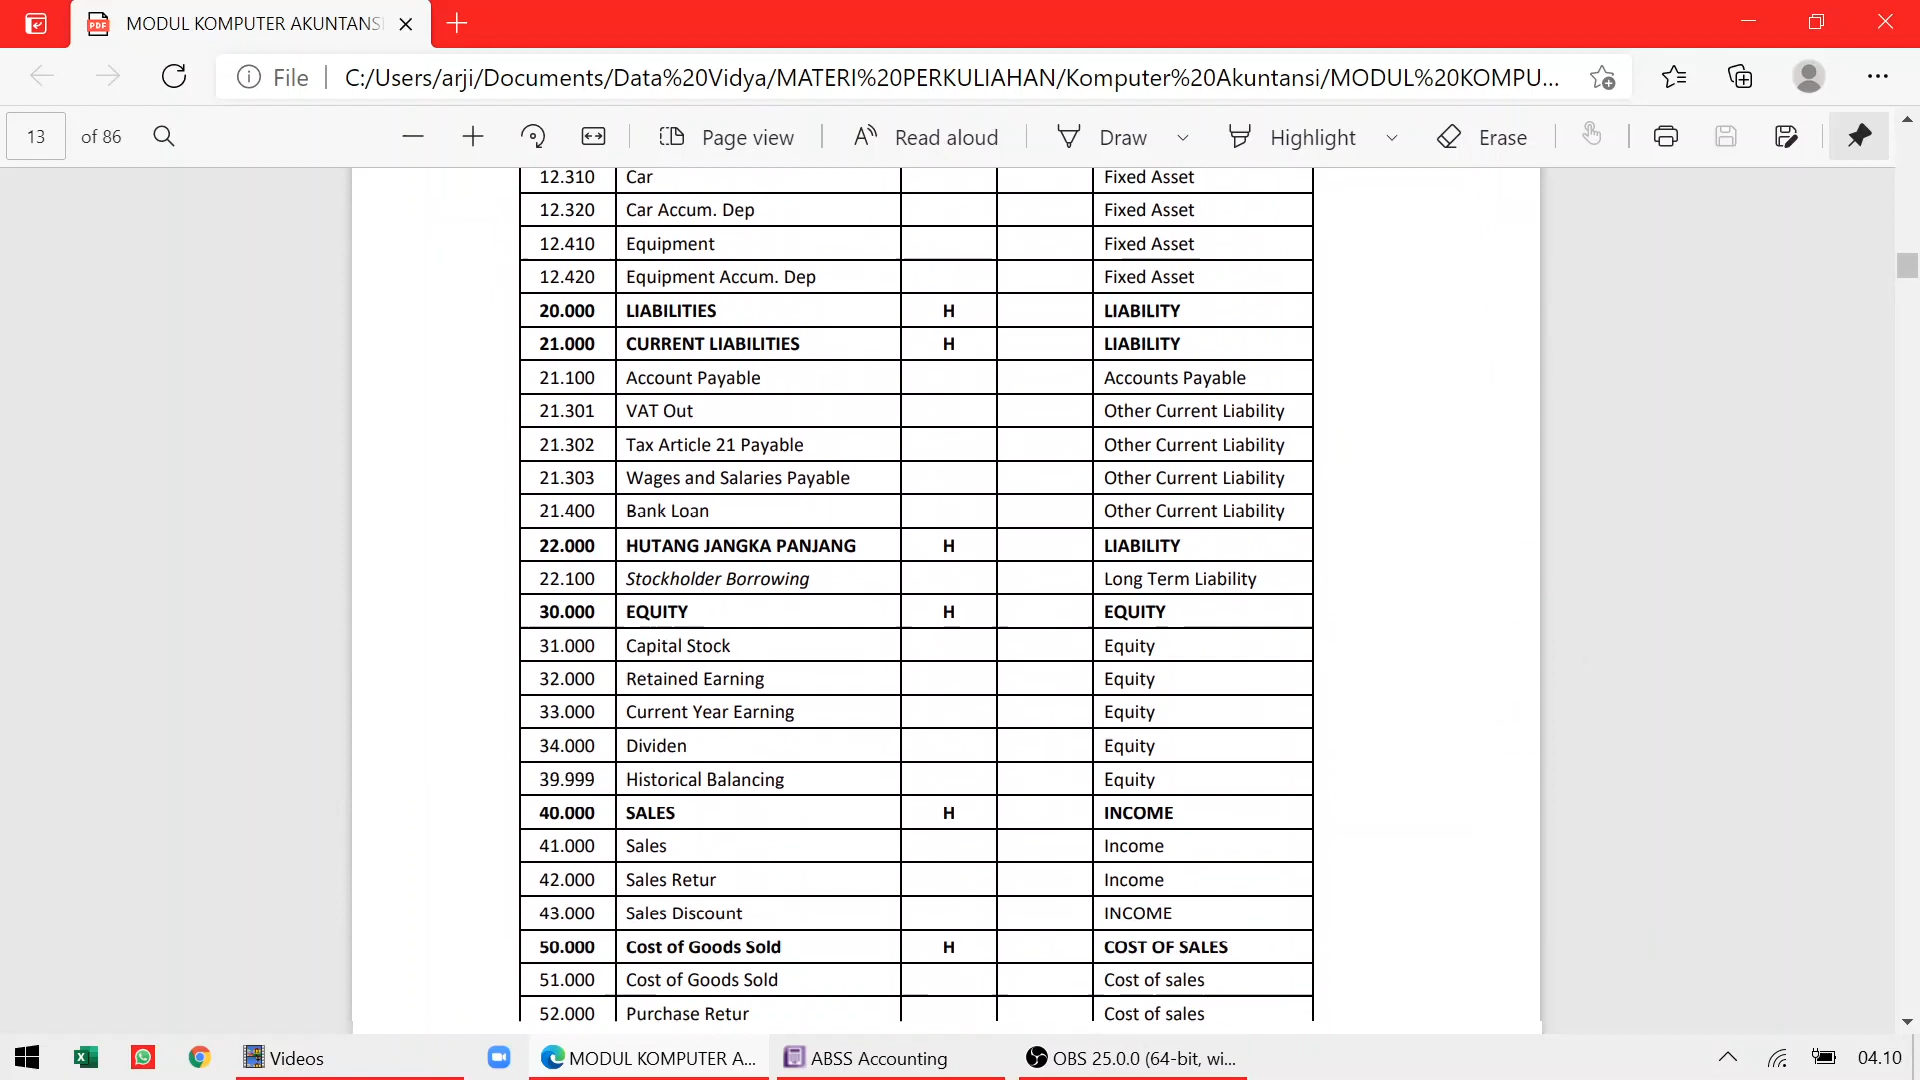 MODUL KOMPUTER AKUNTANS
File C:/Users/arji/Documents/Data%20Vidya/MATERI%20PERKULIAHAN/Komputer%20Akuntansi/MODUL%20KOMPU...
13 of 86 Page view Read aloud Draw Highlight Erase
12.310 Car Fixed Asset
12.320 Car Accum. Dep Fixed Asset
12.410 Equipment Fixed Asset
12.420 Equipment Accum. Dep Fixed Asset
20.000 LIABILITIES H LIABILITY
21.000 CURRENT LIABILITIES H LIABILITY
21.100 Account Payable Accounts Payable
21.301 VAT Out Other Current Liability
21.302 Tax Article 21 Payable Other Current Liability
21.303 Wages and Salaries Payable Other Current Liability
21.400 Bank Loan Other Current Liability
22.000 HUTANG JANGKA PANJANG H LIABILITY
22.100 Stockholder Borrowing Long Term Liability
30.000 EQUITY H EQUITY
31.000 Capital Stock Equity
32.000 Retained Earning Equity
33.000 Current Year Earning Equity
34.000 Dividen Equity
39.999 Historical Balancing Equity
40.000 SALES H INCOME
41.000 Sales Income
42.000 Sales Retur Income
43.000 Sales Discount INCOME
50.000 Cost of Goods Sold H COST OF SALES
51.000 Cost of Goods Sold Cost of sales
52.000 Purchase Retur Cost of sales
Videos MODUL KOMPUTER A... ABSS Accounting OBS 25.0.0 (64-bit, wi... 04.10